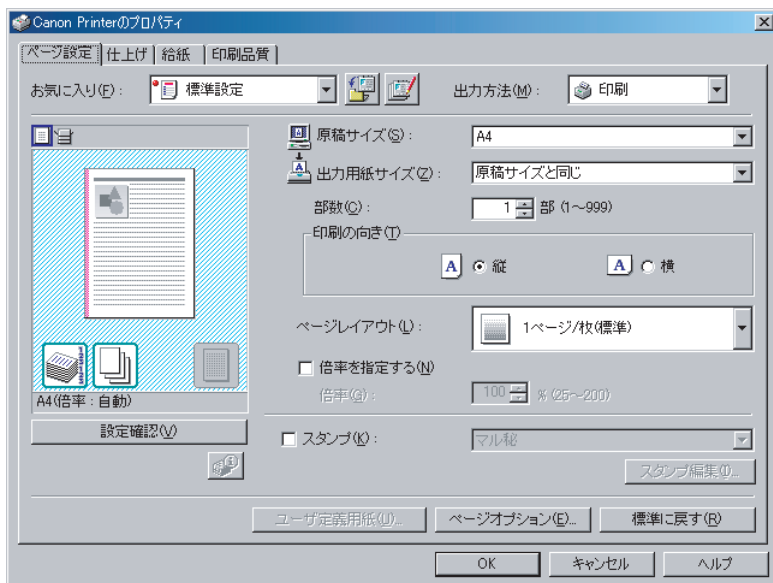 Canon Printerのプロパティ
ページ設定 仕上げ 給紙 印刷品質
お気に入り(F): 標準設定 出力方法(M): 印刷
原稿サイズ(S): A4
出力用紙サイズ(Z): 原稿サイズと同じ
部数(C): 1 部 (1~999)
印刷の向き(T)
A 縦 A 横
ページレイアウト(L): 1ページ/枚(標準)
倍率を指定する(N)
倍率(G): 100 % (25~200)
A4(倍率:自動)
設定確認(V)
スタンプ(K): マル秘
スタンプ編集(I)...
ユーザ定義用紙(U)... ページオプション(E)... 標準に戻す(R)
OK キャンセル ヘルプ